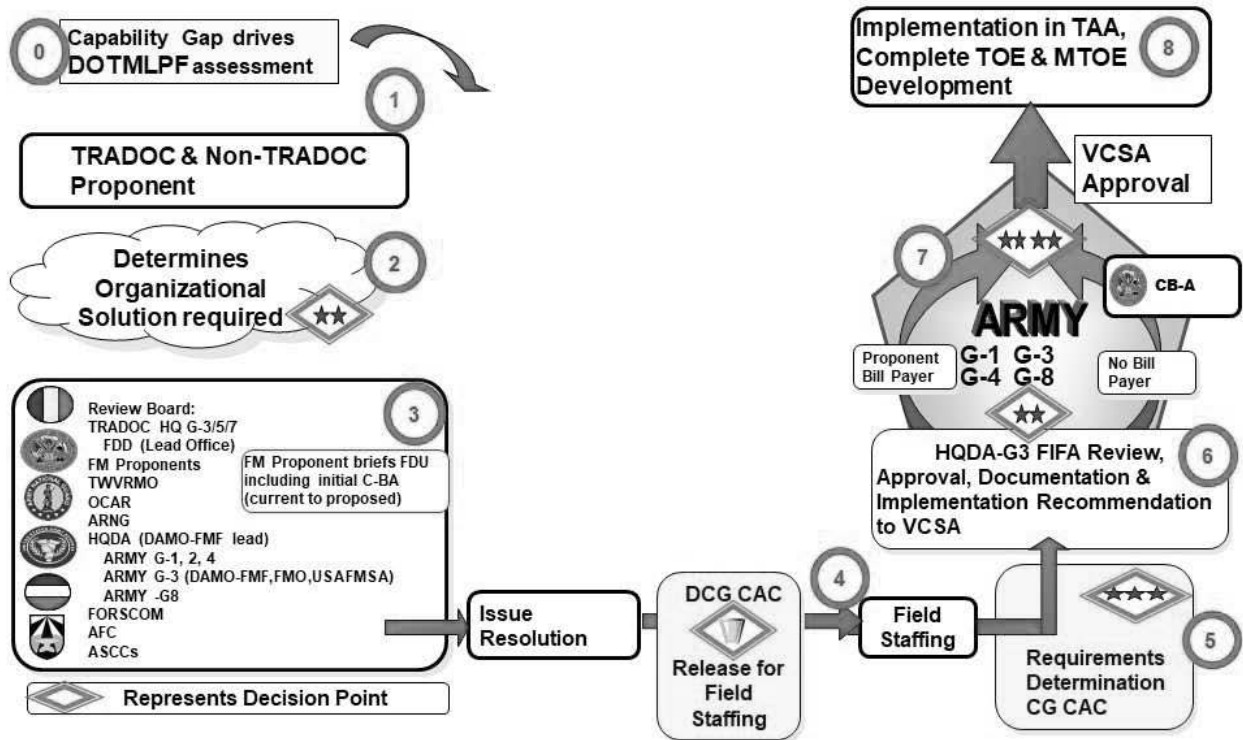 0
Capability Gap drives
DOTMLPF assessment
1
TRADOC & Non-TRADOC
Proponent
2
Determines
Organizational
Solution required
3
Review Board:
TRADOC HQ G-3/5/7
FDD (Lead Office)
FM Proponents
TWVRMO
OCAR
ARNG
HQDA (DAMO-FMF lead)
ARMY G-1, 2, 4
ARMY G-3 (DAMO-FMF,FMO,USAFMSA)
ARMY -G8
FORSCOM
AFC
ASCCs
FM Proponent briefs FDU
including initial C-BA
(current to proposed)
Represents Decision Point
Issue
Resolution
DCG CAC
Release for
Field
Staffing
4
Field
Staffing
5
Requirements
Determination
CG CAC
6
HQDA-G3 FIFA Review,
Approval, Documentation &
Implementation Recommendation
to VCSA
7
ARMY
G-1 G-3
G-4 G-8
Proponent
Bill Payer
No Bill
Payer
CB-A
VCSA
Approval
8
Implementation in TAA,
Complete TOE & MTOE
Development